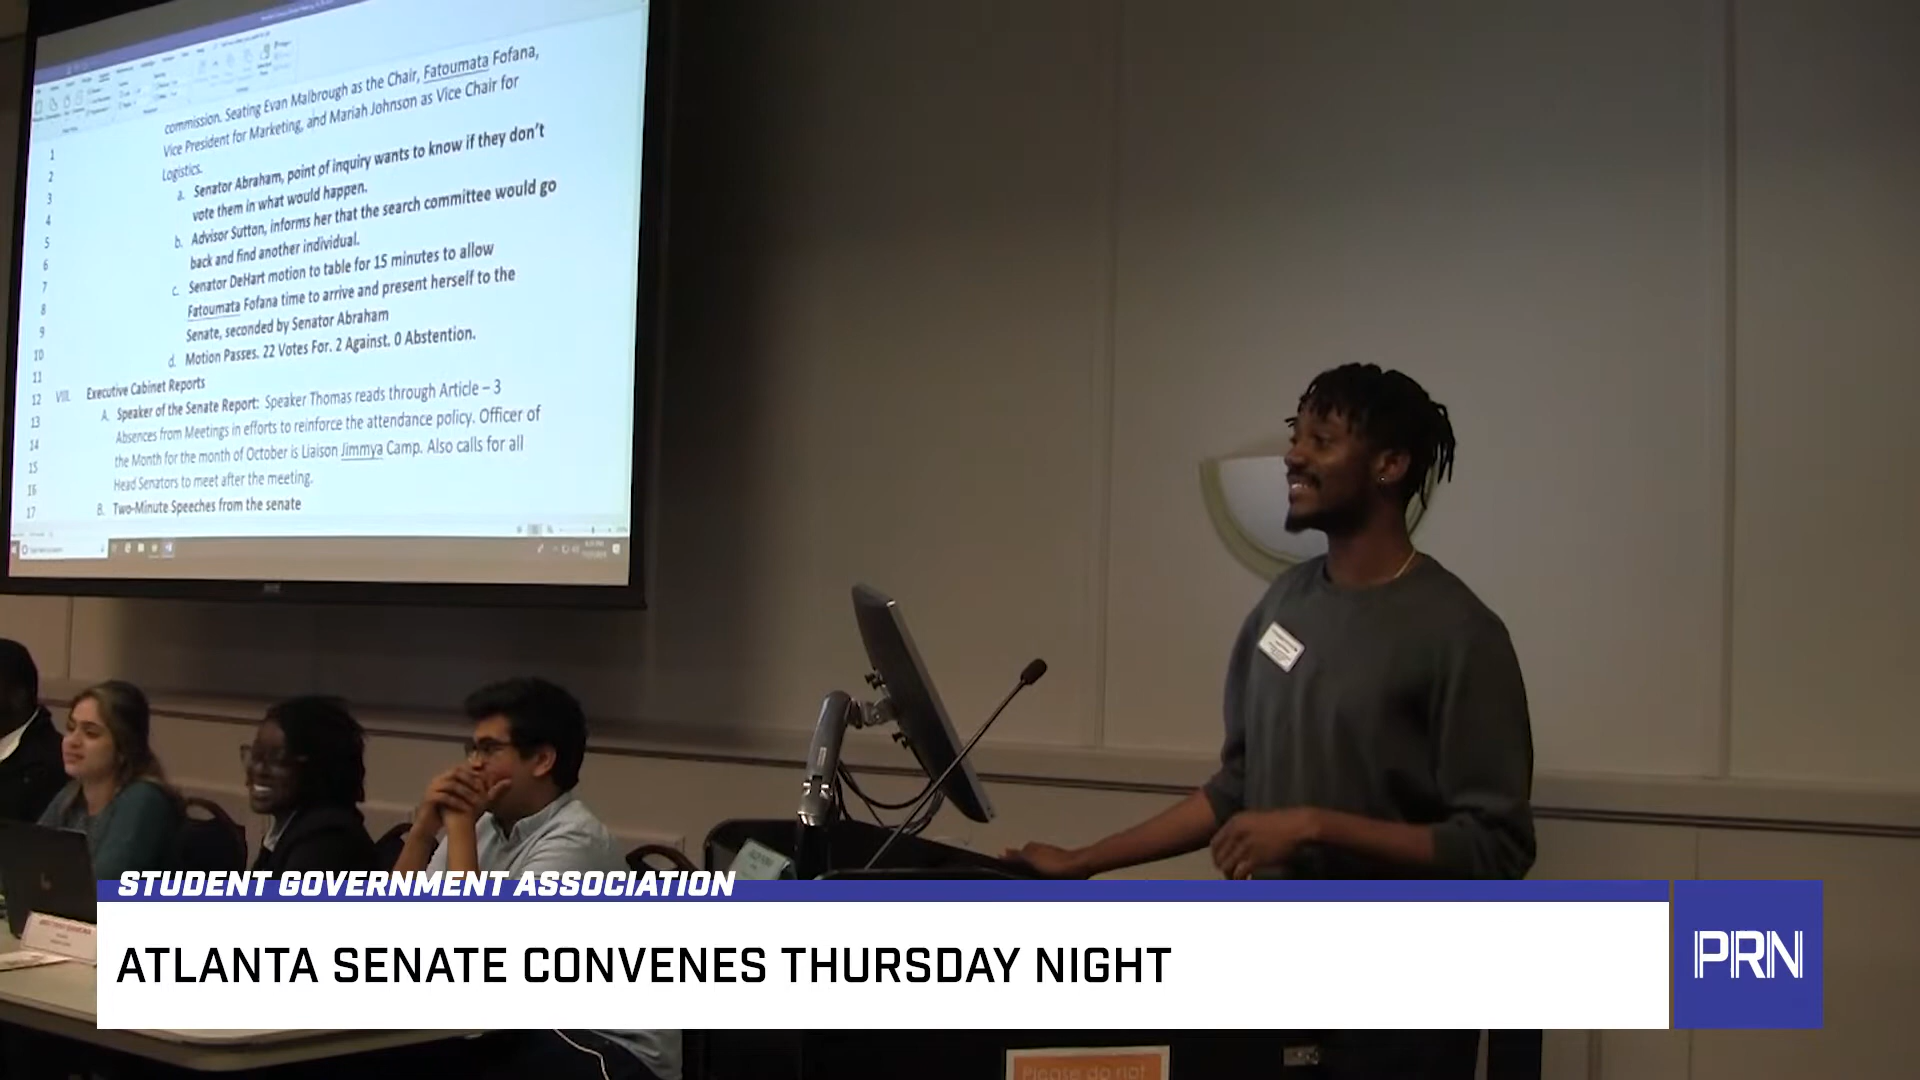 commission. Seating Evan Malbrough as the Chair, Fatoumata Fofana,
1 Vice President for Marketing, and Mariah Johnson as Vice Chair for
2 Logistics.
3 a. Senator Abraham, point of inquiry wants to know if they don't
4 vote them in what would happen.
5 b. Advisor Sutton, informs her that the search committee would go
6 back and find another individual.
7 c. Senator DeHart motion to table for 15 minutes to allow
8 Fatoumata Fofana time to arrive and present herself to the
9 Senate, seconded by Senator Abraham
10 d. Motion Passes. 22 Votes For. 2 Against. 0 Abstention.
11 VIII. Executive Cabinet Reports
12 A. Speaker of the Senate Report: Speaker Thomas reads through Article – 3
13 Absences from Meetings in efforts to reinforce the attendance policy. Officer of
14 the Month for the month of October is Liaison Jimmya Camp. Also calls for all
15 Head Senators to meet after the meeting.
16 B. Two-Minute Speeches from the senate
17
STUDENT GOVERNMENT ASSOCIATION
ATLANTA SENATE CONVENES THURSDAY NIGHT
PRN
Please do not